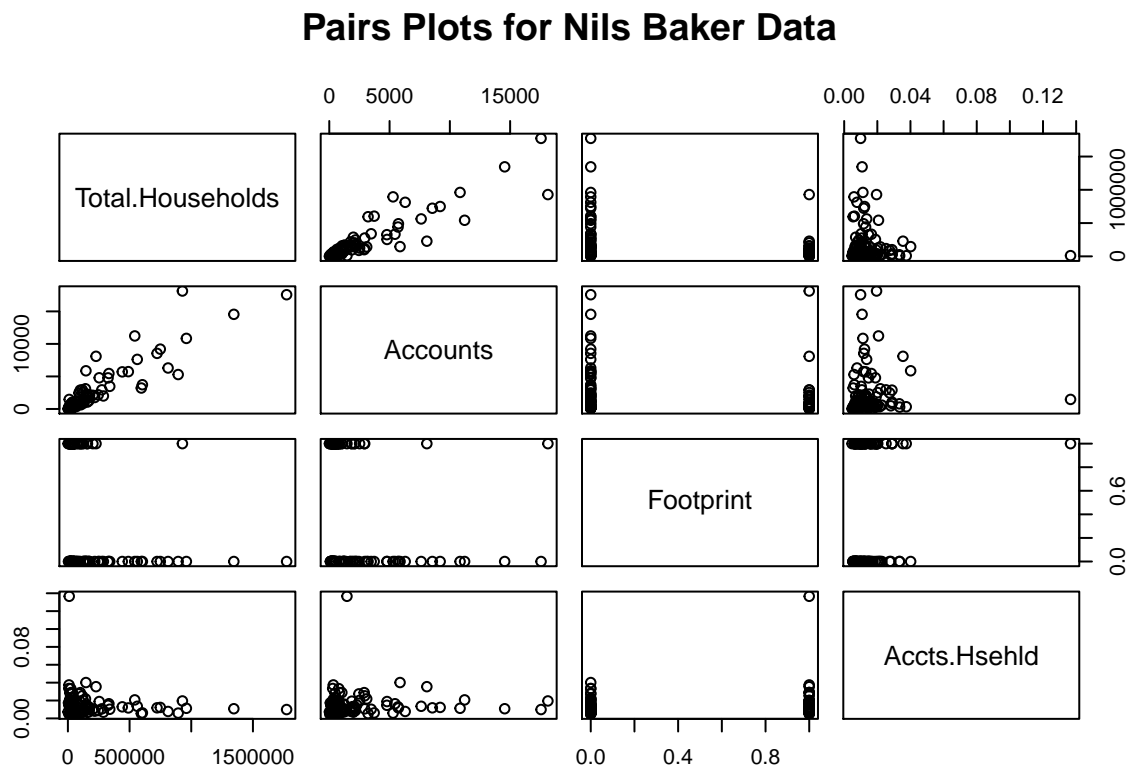 Pairs Plots for Nils Baker Data
0 5000 15000
0.00 0.04 0.08 0.12
Total.Households
0 1000000
0 10000
Accounts
Footprint
0.0 0.6
0.00 0.08
Accts.Hsehld
0 500000 1500000
0.0 0.4 0.8